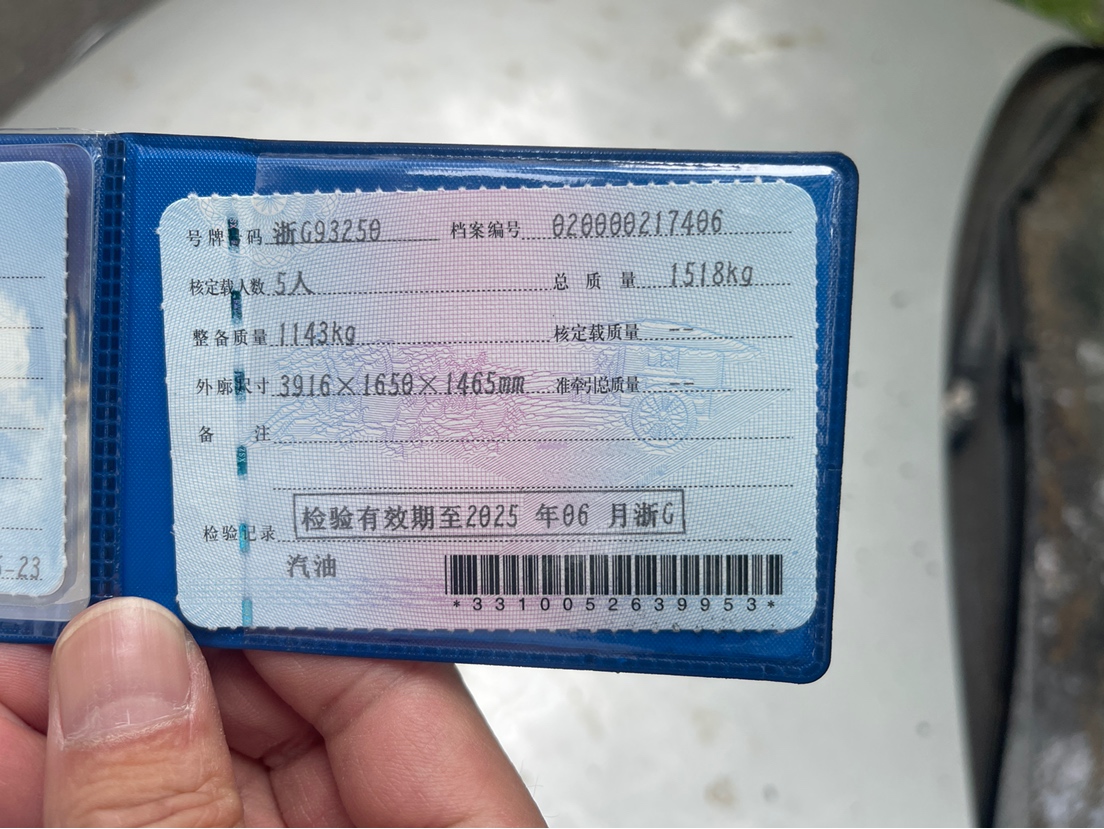 号牌号码 浙G93250 档案编号 020000217406
核定载人数 5人 总质量 1518kg
整备质量 1143kg 核定载质量 --
外廓尺寸 3916×1650×1465mm 准牵引总质量 --
备注
检验记录 检验有效期至2025年06月浙G
汽油
*3310052639953*
-23